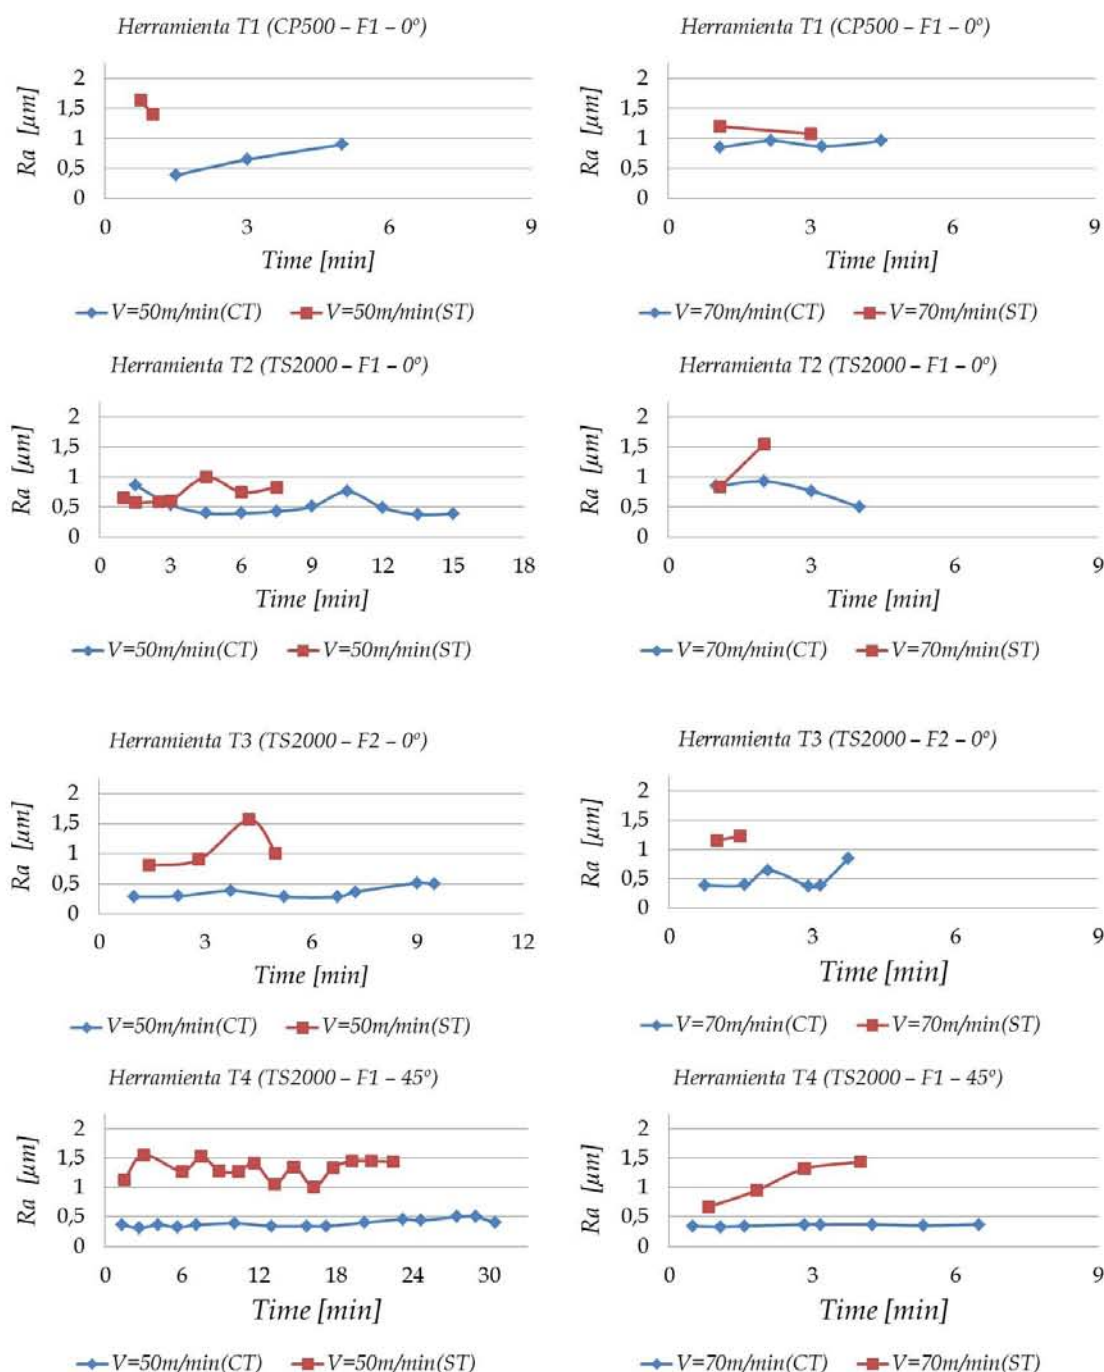 Herramienta T1 (CP500 – F1 – 0º)
Ra [µm]
2
1,5
1
0,5
0
0 3 6 9
Time [min]
V=50m/min(CT) V=50m/min(ST)
Herramienta T1 (CP500 – F1 – 0º)
Ra [µm]
2
1,5
1
0,5
0
0 3 6 9
Time [min]
V=70m/min(CT) V=70m/min(ST)
Herramienta T2 (TS2000 – F1 – 0º)
Ra [µm]
2
1,5
1
0,5
0
0 3 6 9 12 15 18
Time [min]
V=50m/min(CT) V=50m/min(ST)
Herramienta T2 (TS2000 – F1 – 0º)
Ra [µm]
2
1,5
1
0,5
0
0 3 6 9
Time [min]
V=70m/min(CT) V=70m/min(ST)
Herramienta T3 (TS2000 – F2 – 0º)
Ra [µm]
2
1,5
1
0,5
0
0 3 6 9 12
Time [min]
V=50m/min(CT) V=50m/min(ST)
Herramienta T3 (TS2000 – F2 – 0º)
Ra [µm]
2
1,5
1
0,5
0
0 3 6 9
Time [min]
V=70m/min(CT) V=70m/min(ST)
Herramienta T4 (TS2000 – F1 – 45º)
Ra [µm]
2
1,5
1
0,5
0
0 6 12 18 24 30
Time [min]
V=50m/min(CT) V=50m/min(ST)
Herramienta T4 (TS2000 – F1 – 45º)
Ra [µm]
2
1,5
1
0,5
0
0 3 6 9
Time [min]
V=70m/min(CT) V=70m/min(ST)